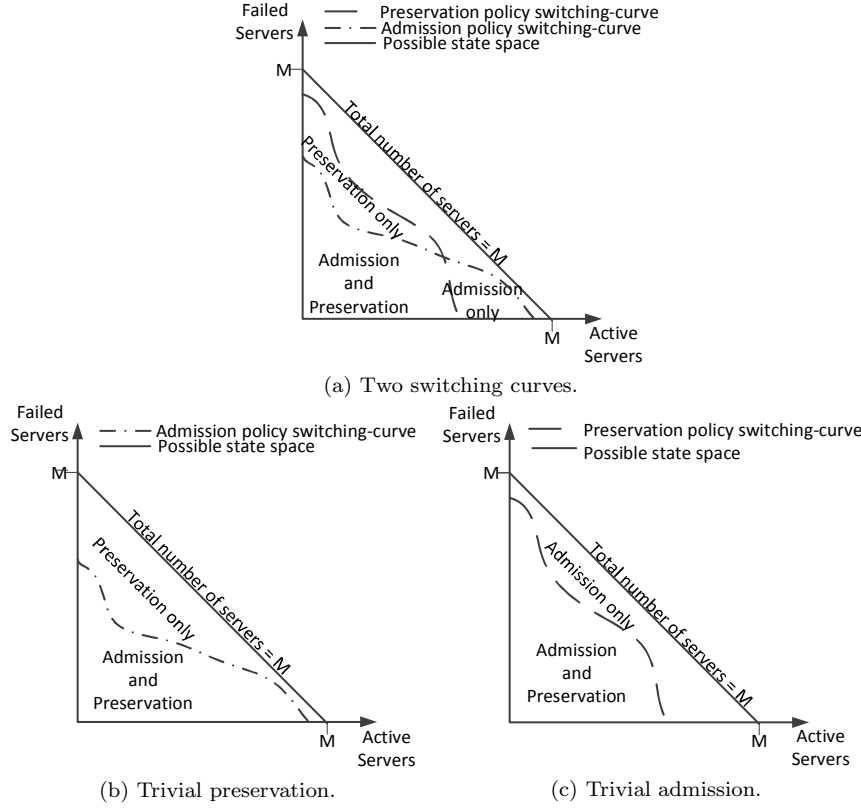 Failed
Servers
Preservation policy switching-curve
Admission policy switching-curve
Possible state space
M
Total number of servers = M
Preservation only
Admission
and
Preservation
Admission
only
M
Active
Servers
(a) Two switching curves.
Failed
Servers
Admission policy switching-curve
Possible state space
M
Total number of servers = M
Preservation only
Admission
and
Preservation
M
Active
Servers
(b) Trivial preservation.
Failed
Servers
Preservation policy switching-curve
Possible state space
M
Total number of servers = M
Admission only
Admission
and
Preservation
M
Active
Servers
(c) Trivial admission.